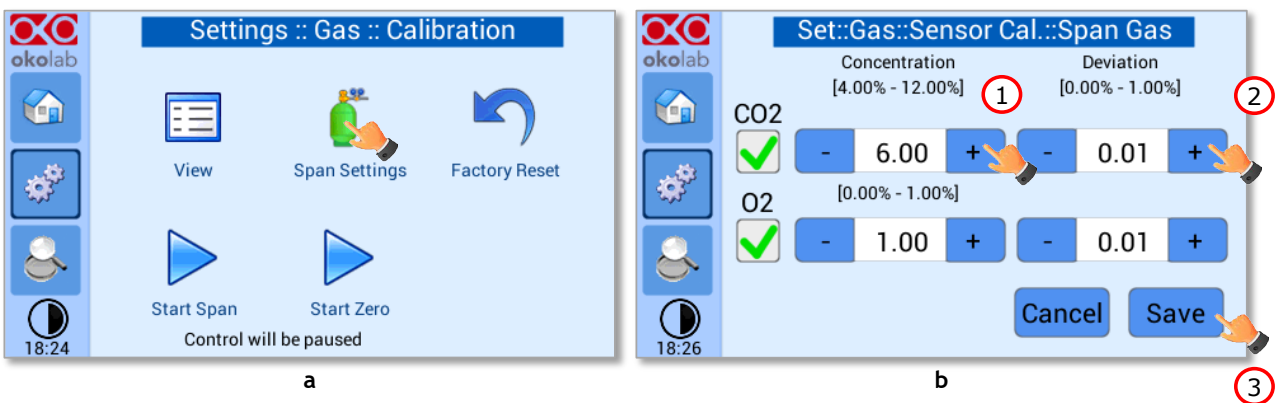 Settings :: Gas :: Calibration
okolab
View
Span Settings
Factory Reset
Start Span
Start Zero
Control will be paused
18:24
a
Set::Gas::Sensor Cal.::Span Gas
okolab
Concentration
Deviation
[4.00% - 12.00%]
1
[0.00% - 1.00%]
2
CO2
- 6.00 +
- 0.01 +
[0.00% - 1.00%]
O2
- 1.00 +
- 0.01 +
Cancel
Save
18:26
b
3